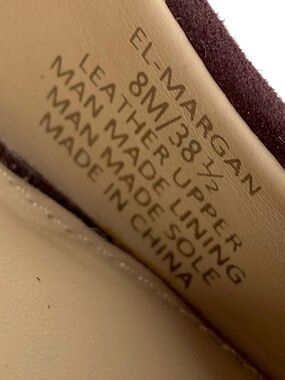 EL-MARGAN
8M/38 ½
LEATHER UPPER
MAN MADE LINING
MAN MADE SOLE
MADE IN CHINA